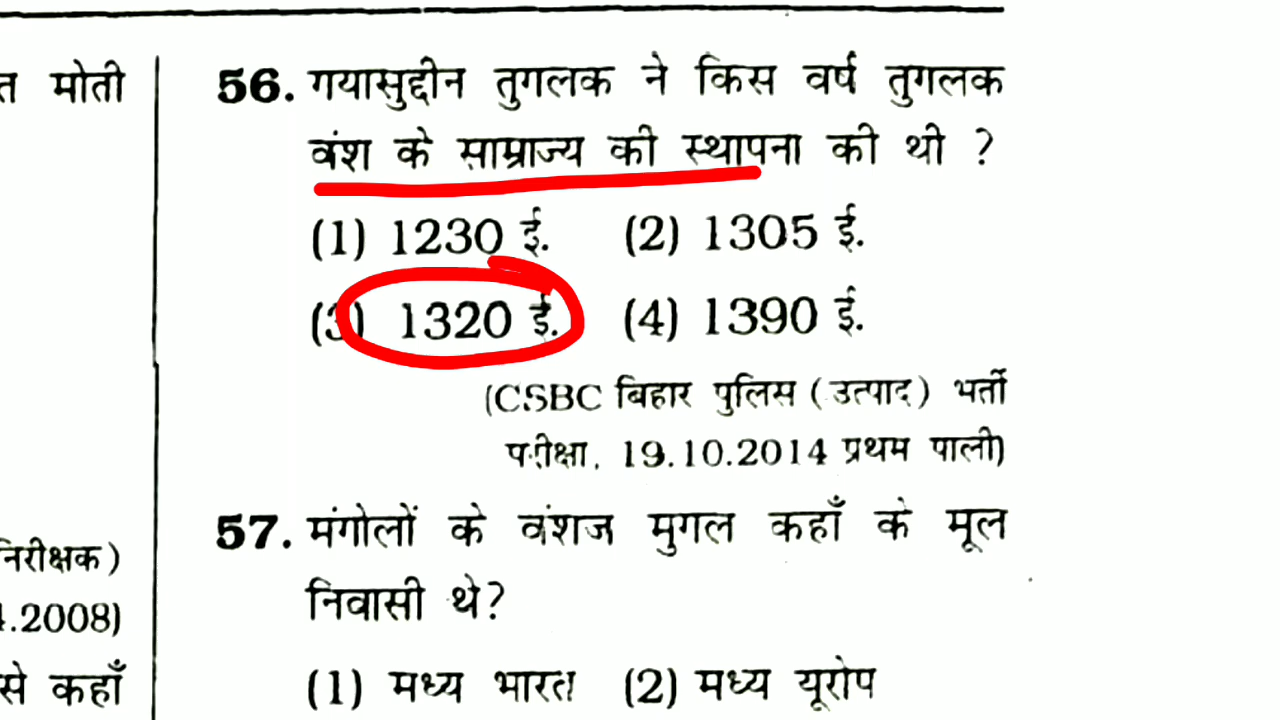 त मोती
निरीक्षक)
.2008)
से कहाँ
56. गयासुद्दीन तुगलक ने किस वर्ष तुगलक
वंश के साम्राज्य की स्थापना की थी ?
(1) 1230 ई. (2) 1305 ई.
(3) 1320 ई. (4) 1390 ई.
(CSBC बिहार पुलिस (उत्पाद) भर्ती
परीक्षा, 19.10.2014 प्रथम पाली)
57. मंगोलों के वंशज मुगल कहाँ के मूल
निवासी थे?
(1) मध्य भारत (2) मध्य यूरोप